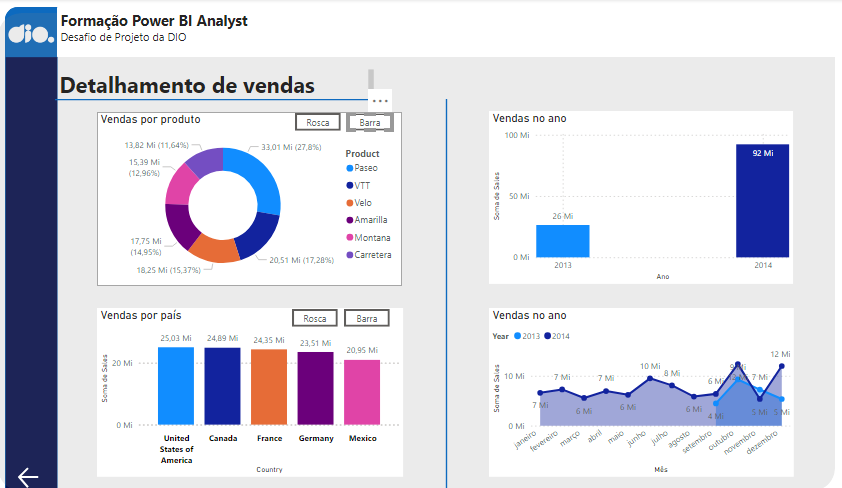 dio.
Formação Power BI Analyst
Desafio de Projeto da DIO
Detalhamento de vendas
Vendas por produto
Rosca
Barra
13,82 Mi (11,64%)
33,01 Mi (27,8%)
15,39 Mi
(12,96%)
17,75 Mi
(14,95%)
18,25 Mi (15,37%)
20,51 Mi (17,28%)
Product
Paseo
VTT
Velo
Amarilla
Montana
Carretera
Vendas no ano
Soma de Sales
100 Mi
50 Mi
0 Mi
26 Mi
92 Mi
2013
2014
Ano
Vendas por país
Rosca
Barra
Soma de Sales
20 Mi
0 Mi
25,03 Mi
24,89 Mi
24,35 Mi
23,51 Mi
20,95 Mi
United
States of
America
Canada
France
Germany
Mexico
Country
Vendas no ano
Year
2013
2014
Soma de Sales
10 Mi
0 Mi
7 Mi
7 Mi
6 Mi
7 Mi
6 Mi
10 Mi
8 Mi
6 Mi
6 Mi
4 Mi
7 Mi
5 Mi
12 Mi
5 Mi
janeiro
fevereiro
março
abril
maio
junho
julho
agosto
setembro
outubro
novembro
dezembro
Mês